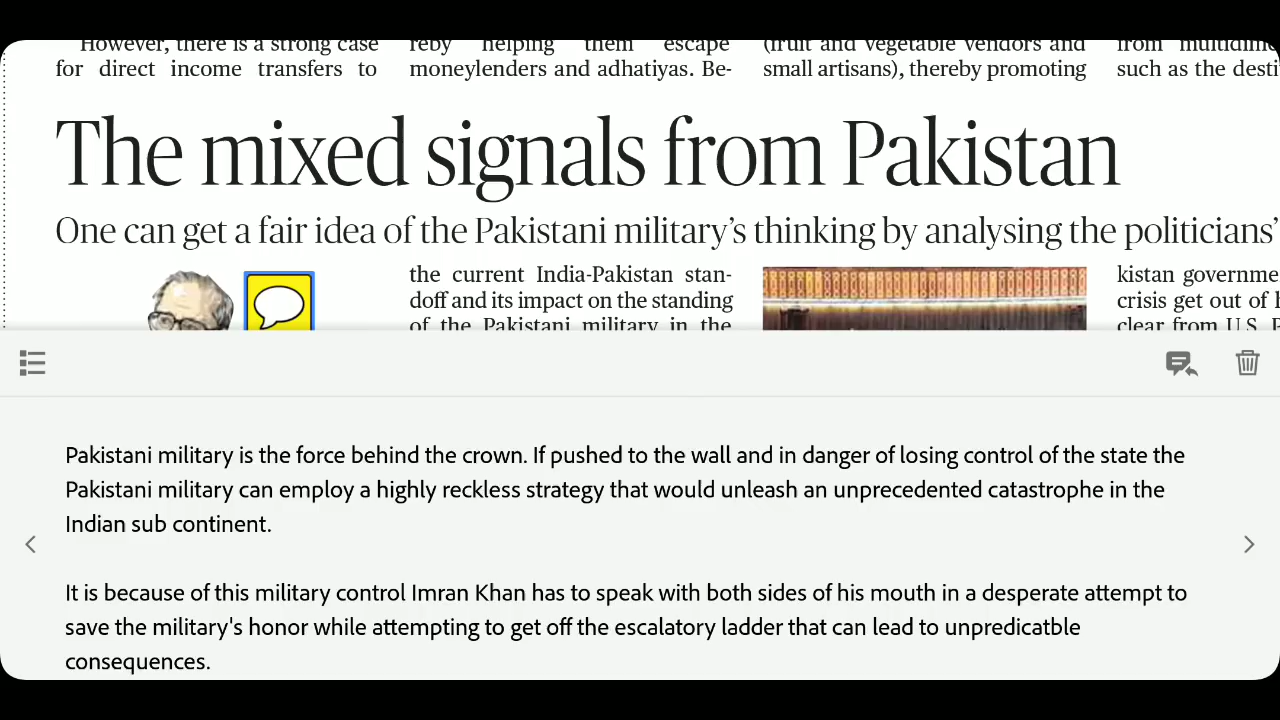 However, there is a strong case
for direct income transfers to
reby helping them escape
moneylenders and adhatiyas. Be-
(fruit and vegetable vendors and
small artisans), thereby promoting
from
such as the
The mixed signals from Pakistan
One can get a fair idea of the Pakistani military's thinking by analysing the politicians'
the current India-Pakistan stan-
doff and its impact on the standing
of the Pakistani military in the
kistan
crisis get out of
clear from U.S.
Pakistani military is the force behind the crown. If pushed to the wall and in danger of losing control of the state the
Pakistani military can employ a highly reckless strategy that would unleash an unprecedented catastrophe in the
Indian sub continent.
It is because of this military control Imran Khan has to speak with both sides of his mouth in a desperate attempt to
save the military's honor while attempting to get off the escalatory ladder that can lead to unpredicatble
consequences.